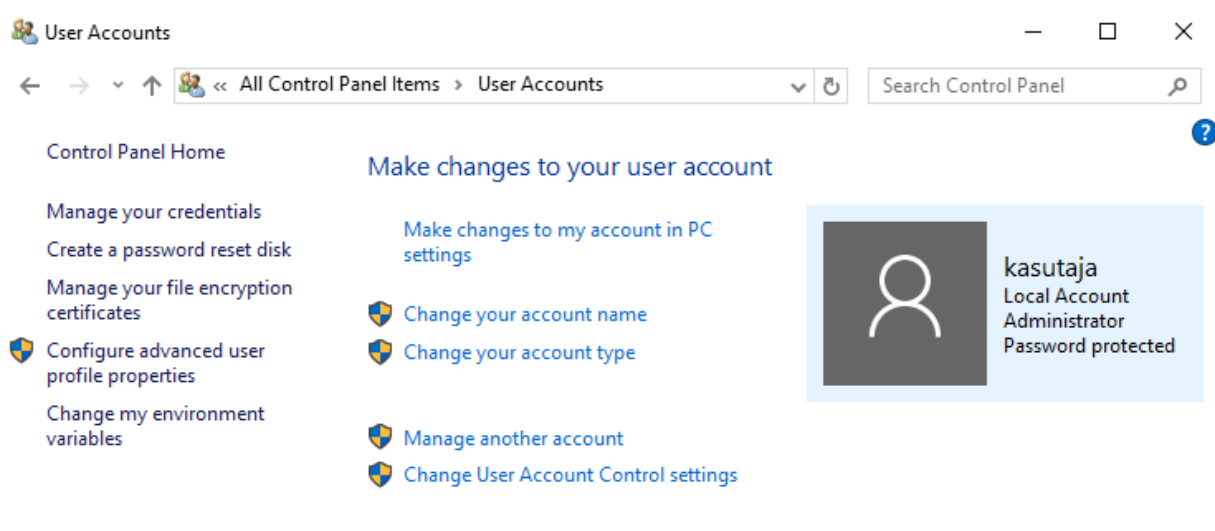 User Accounts
« All Control Panel Items > User Accounts
Search Control Panel
?
Control Panel Home
Manage your credentials
Create a password reset disk
Manage your file encryption
certificates
Configure advanced user
profile properties
Change my environment
variables
Make changes to your user account
Make changes to my account in PC
settings
Change your account name
Change your account type
Manage another account
Change User Account Control settings
kasutaja
Local Account
Administrator
Password protected